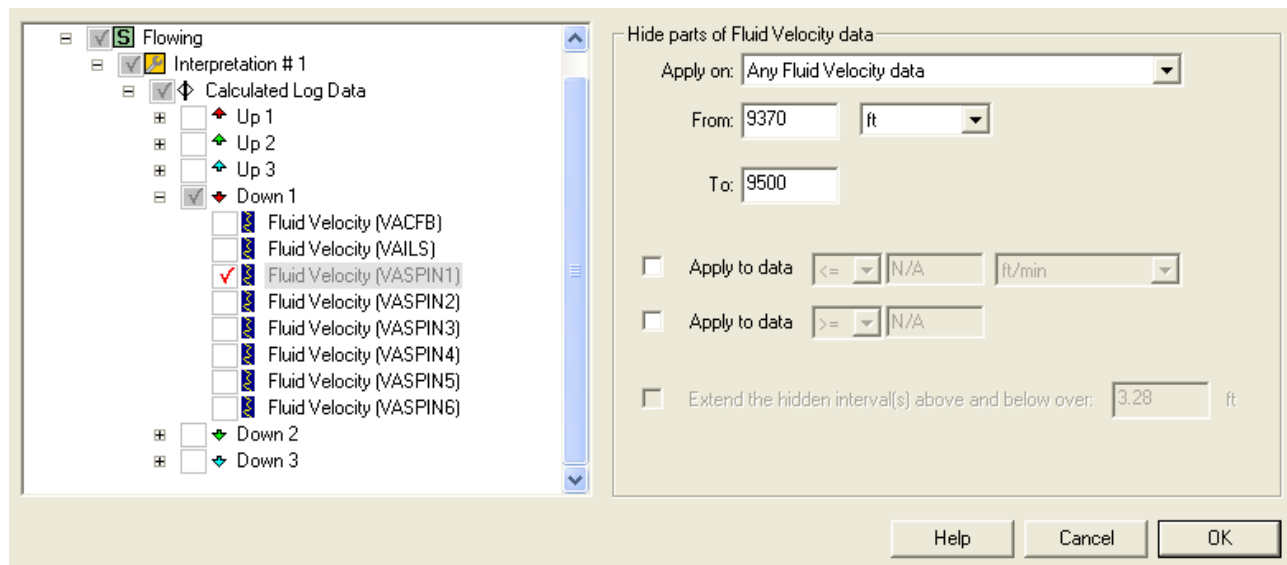 S Flowing
Interpretation # 1
Calculated Log Data
Up 1
Up 2
Up 3
Down 1
Fluid Velocity (VACFB)
Fluid Velocity (VAILS)
Fluid Velocity (VASPIN1)
Fluid Velocity (VASPIN2)
Fluid Velocity (VASPIN3)
Fluid Velocity (VASPIN4)
Fluid Velocity (VASPIN5)
Fluid Velocity (VASPIN6)
Down 2
Down 3
Hide parts of Fluid Velocity data
Apply on: Any Fluid Velocity data
From: 9370 ft
To: 9500
Apply to data <= N/A ft/min
Apply to data >= N/A
Extend the hidden interval(s) above and below over: 3.28 ft
Help Cancel OK